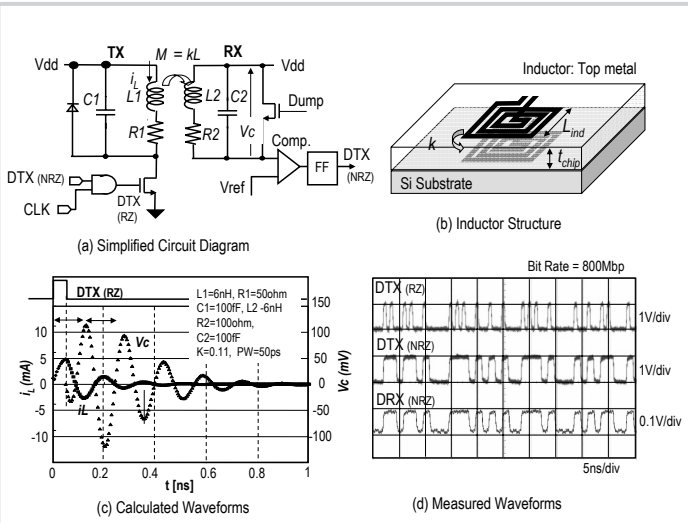 TX
M = kL
RX
Vdd
Vdd
iL
C1
L1
L2
C2
R1
R2
Vc
Dump
Comp.
DTX (NRZ)
CLK
DTX
(RZ)
Vref
FF
DTX
(NRZ)
(a) Simplified Circuit Diagram
Inductor: Top metal
k
Lind
tchip
Si Substrate
(b) Inductor Structure
DTX (RZ)
L1=6nH, R1=50ohm
C1=100fF, L2 -6nH
R2=100ohm,
C2=100fF
K=0.11, PW=50ps
Vc
iL
iL (mA)
10
5
0
-5
-10
150
100
50
0
-50
-100
Vc (mV)
0 0.2 0.4 0.6 0.8 1
t [ns]
(c) Calculated Waveforms
Bit Rate = 800Mbp
DTX (RZ)
1V/div
DTX (NRZ)
1V/div
DRX (NRZ)
0.1V/div
5ns/div
(d) Measured Waveforms